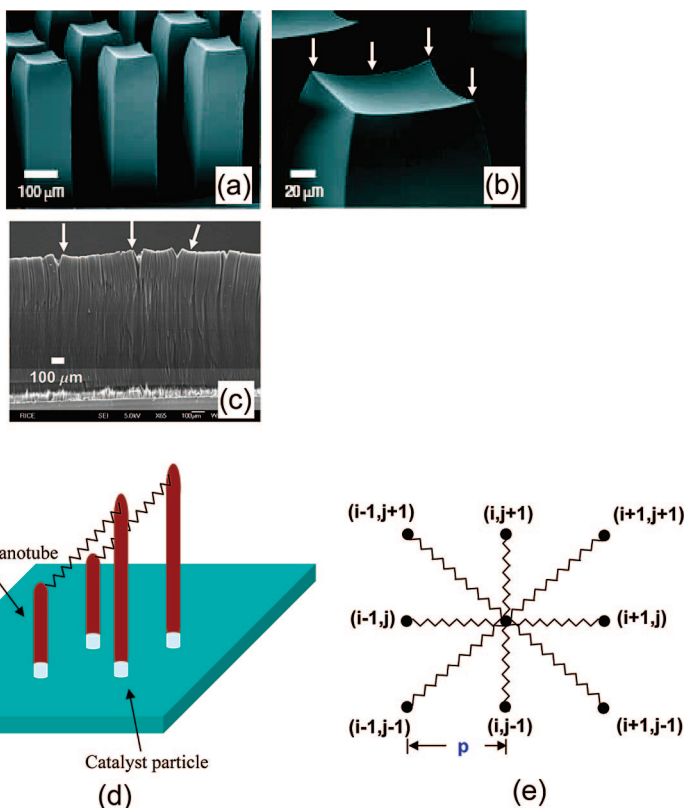 100 μm
(a)
20 μm
(b)
100 μm
(c)
RICE SEI 5.0kV X65 100μm
anotube
Catalyst particle
(d)
(i-1,j+1) (i,j+1) (i+1,j+1)
(i-1,j) (i+1,j)
(i-1,j-1) (i,j-1) (i+1,j-1)
p
(e)